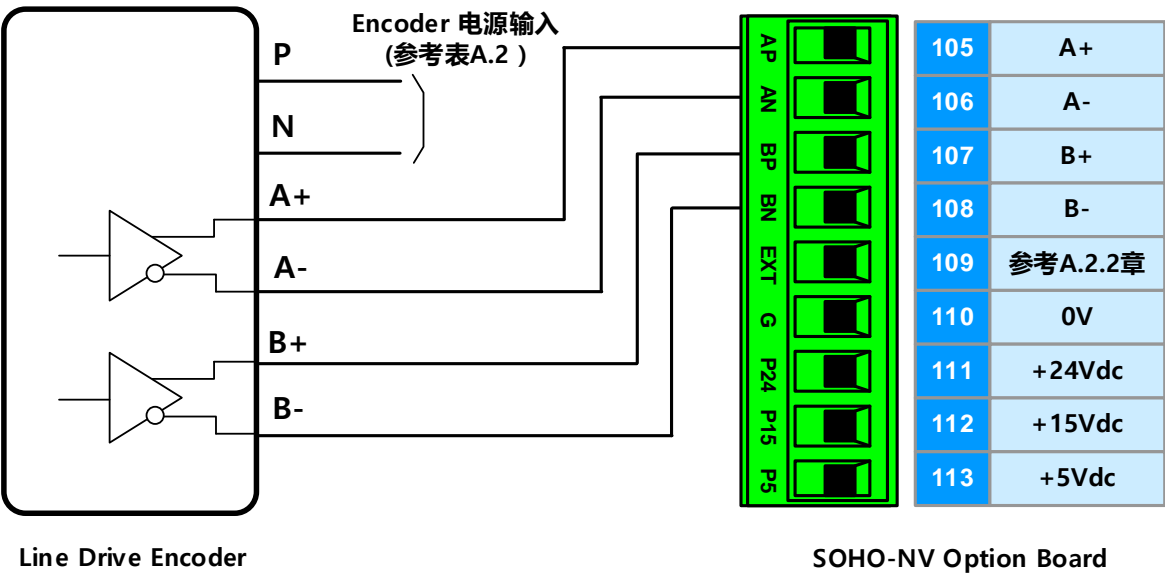 Encoder 电源输入
(参考表A.2 )
P
N
A+
A-
B+
B-
AP
AN
BP
BN
EXT
G
P24
P15
P5
105 A+
106 A-
107 B+
108 B-
109 参考A.2.2章
110 0V
111 +24Vdc
112 +15Vdc
113 +5Vdc
Line Drive Encoder
SOHO-NV Option Board